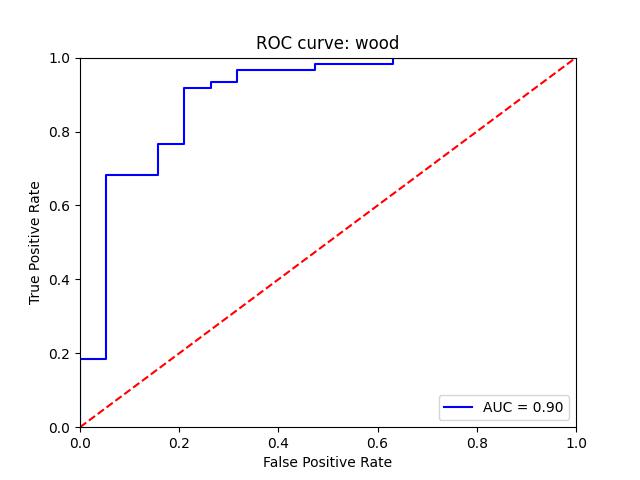 ROC curve: wood
1.0
0.8
0.6
0.4
0.2
0.0
True Positive Rate
AUC = 0.90
0.0 0.2 0.4 0.6 0.8 1.0
False Positive Rate